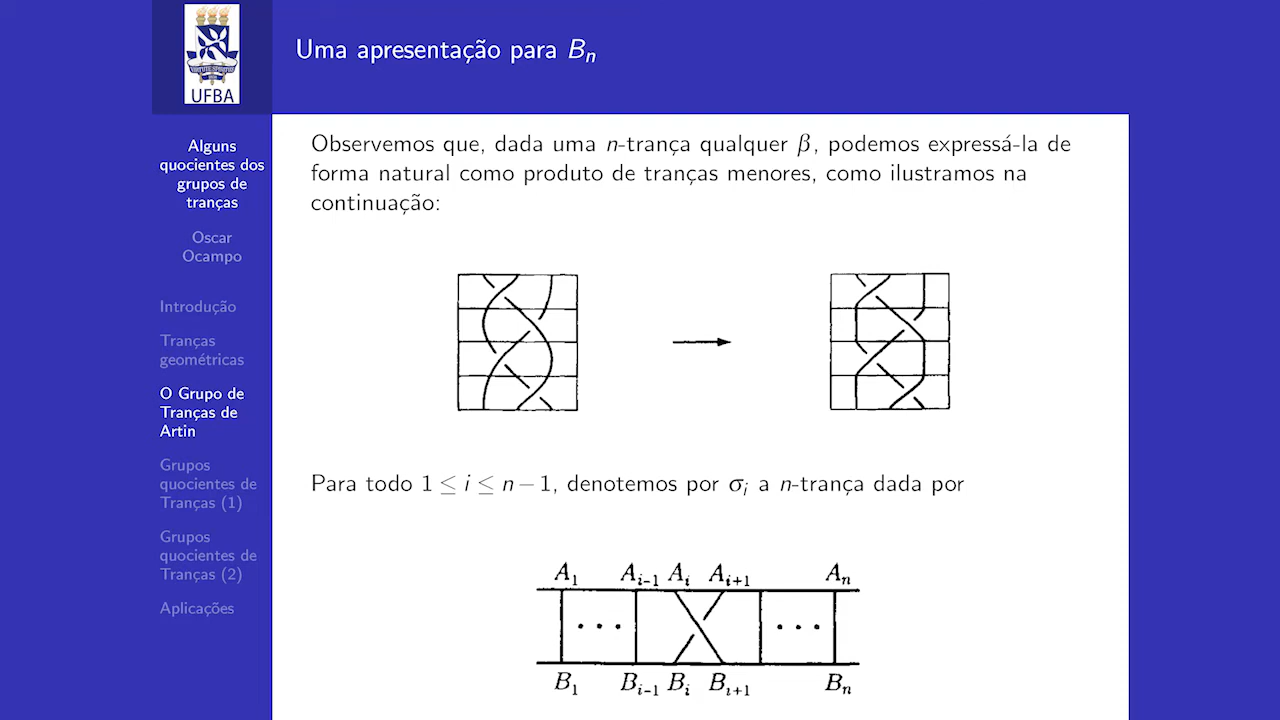 UFBA
Uma apresentação para Bn
Alguns
quocientes dos
grupos de
tranças
Oscar
Ocampo
Introdução
Tranças
geométricas
O Grupo de
Tranças de
Artin
Grupos
quocientes de
Tranças (1)
Grupos
quocientes de
Tranças (2)
Aplicações
Observemos que, dada uma n-trança qualquer β, podemos expressá-la de
forma natural como produto de tranças menores, como ilustramos na
continuação:
Para todo 1 ≤ i ≤ n − 1, denotemos por σi a n-trança dada por
A1 Ai-1 Ai Ai+1 An
B1 Bi-1 Bi Bi+1 Bn